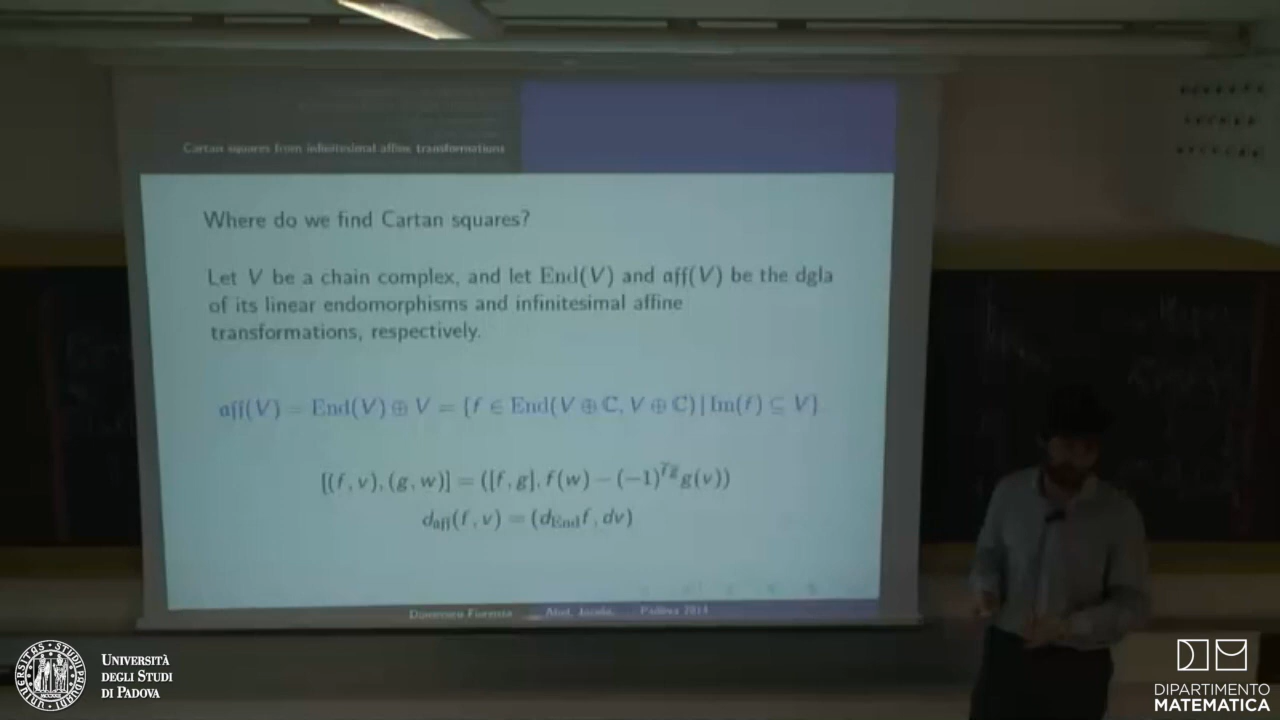 Cartan squares from infinitesimal affine transformations
Where do we find Cartan squares?
Let V be a chain complex, and let End(V) and 𝔞𝔣𝔣(V) be the dgla
of its linear endomorphisms and infinitesimal affine
transformations, respectively.
𝔞𝔣𝔣(V) = End(V) ⊕ V = {f ∈ End(V ⊕ ℂ, V ⊕ ℂ) | Im(f) ⊆ V}
[(f, v), (g, w)] = ([f, g], f(w) − (−1)^{f̄ ḡ} g(v))
d_𝔞𝔣𝔣(f, v) = (d_End f, dv)
Padova 2014
UNIVERSITÀ
DEGLI STUDI
DI PADOVA
DIPARTIMENTO
MATEMATICA